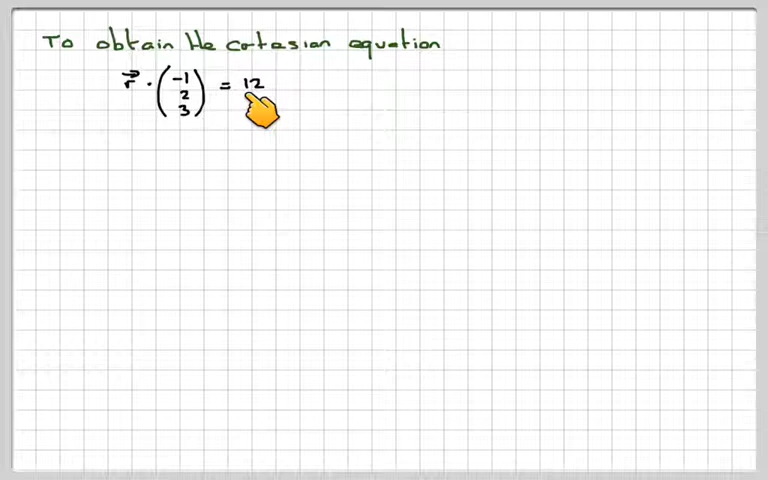 To obtain the cartesian equation
r⃗ · (-1 2 3) = 12